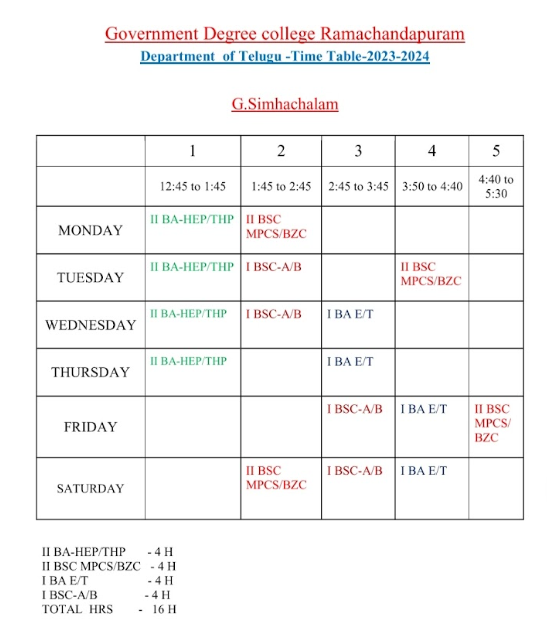 Government Degree college Ramachandapuram
Department of Telugu -Time Table-2023-2024
G.Simhachalam
1 2 3 4 5
12:45 to 1:45 1:45 to 2:45 2:45 to 3:45 3:50 to 4:40 4:40 to
5:30
MONDAY II BA-HEP/THP II BSC
MPCS/BZC
TUESDAY II BA-HEP/THP I BSC-A/B II BSC
MPCS/BZC
WEDNESDAY II BA-HEP/THP I BSC-A/B I BA E/T
THURSDAY II BA-HEP/THP I BA E/T
FRIDAY I BSC-A/B I BA E/T II BSC
MPCS/
BZC
SATURDAY II BSC
MPCS/BZC I BSC-A/B I BA E/T
II BA-HEP/THP - 4 H
II BSC MPCS/BZC - 4 H
I BA E/T - 4 H
I BSC-A/B - 4 H
TOTAL HRS - 16 H